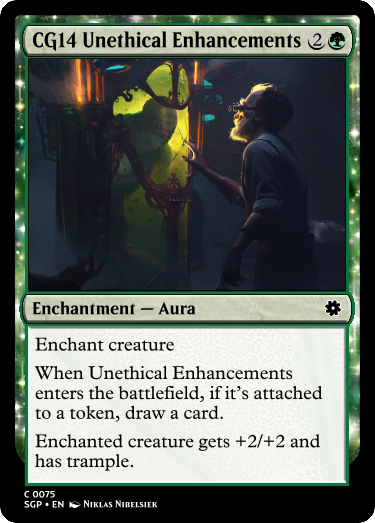 CG14 Unethical Enhancements 2
Enchantment — Aura
Enchant creature
When Unethical Enhancements
enters the battlefield, if it's attached
to a token, draw a card.
Enchanted creature gets +2/+2 and
has trample.
C 0075
SGP • EN Niklas Nibelsiek